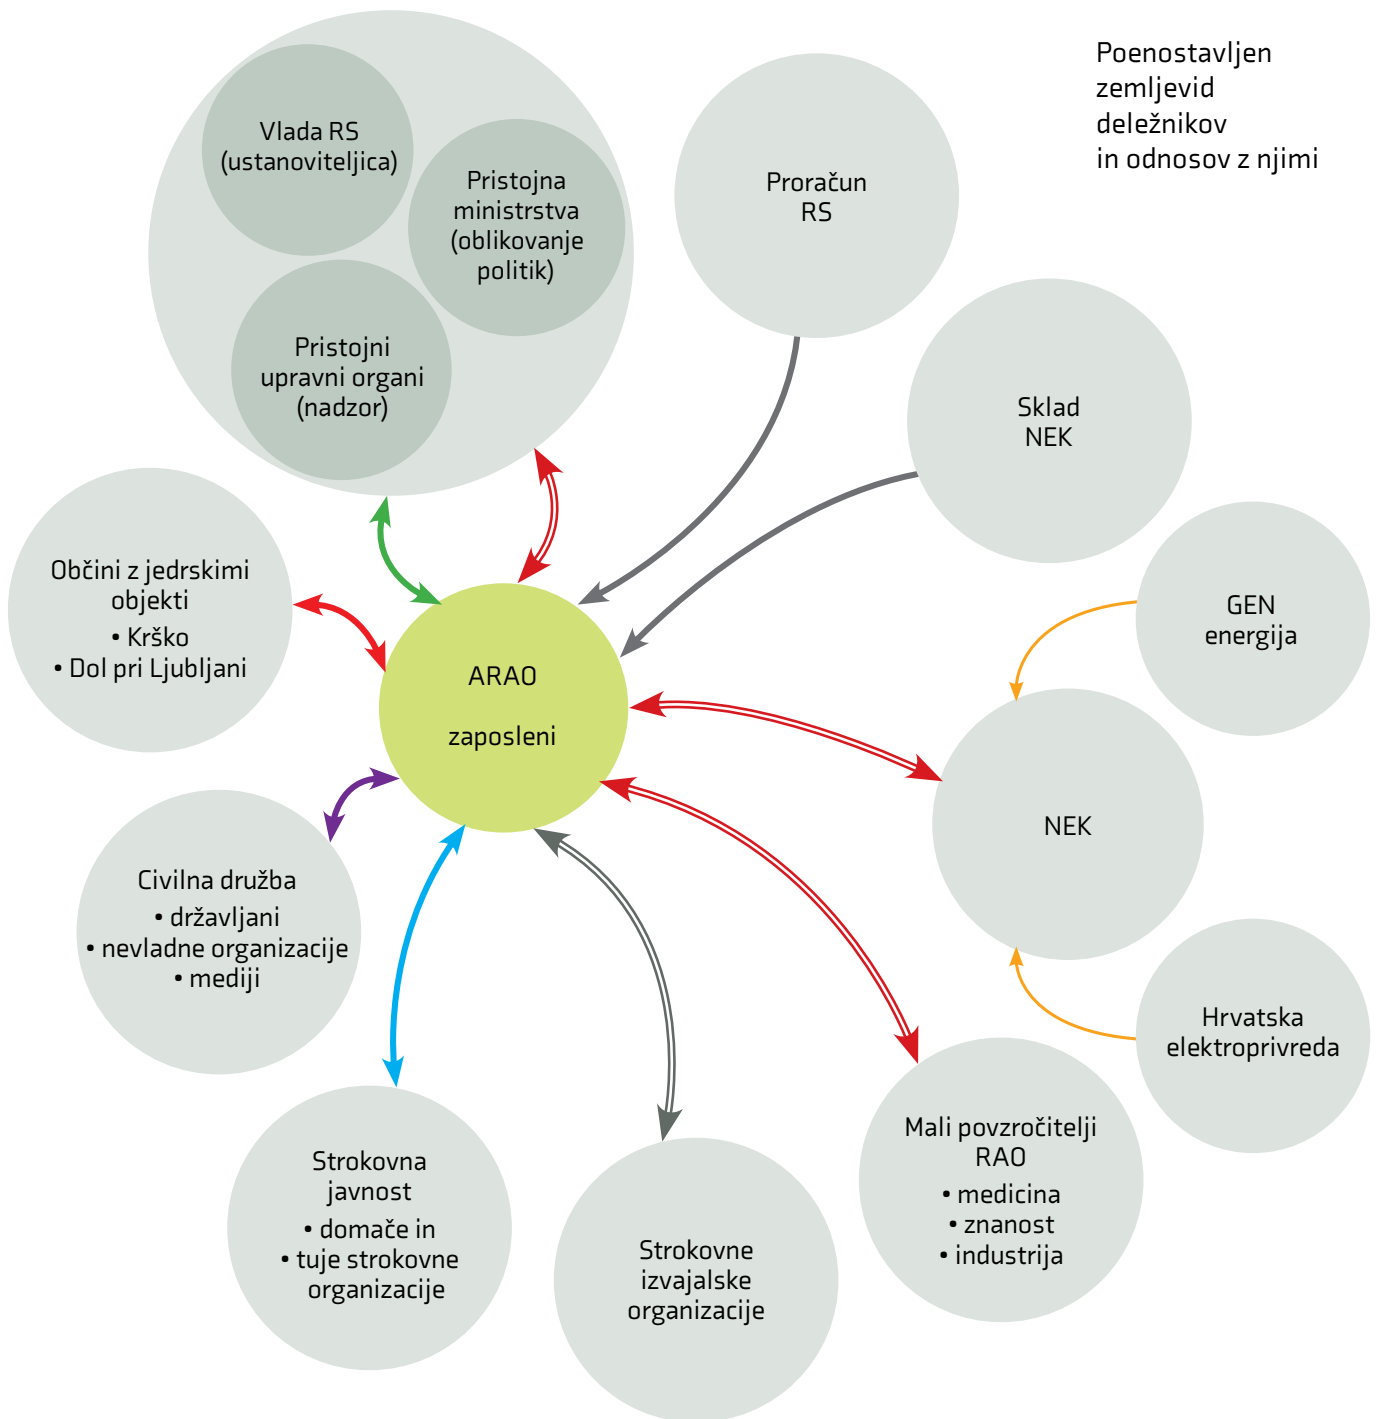 Poenostavljen
zemljevid
deležnikov
in odnosov z njimi
Vlada RS
(ustanoviteljica)
Pristojna
ministrstva
(oblikovanje
politik)
Pristojni
upravni organi
(nadzor)
Proračun
RS
Sklad
NEK
GEN
energija
NEK
Hrvatska
elektroprivreda
Občini z jedrskimi
objekti
• Krško
• Dol pri Ljubljani
ARAO
zaposleni
Civilna družba
• državljani
• nevladne organizacije
• mediji
Strokovna
javnost
• domače in
• tuje strokovne
organizacije
Strokovne
izvajalske
organizacije
Mali povzročitelji
RAO
• medicina
• znanost
• industrija